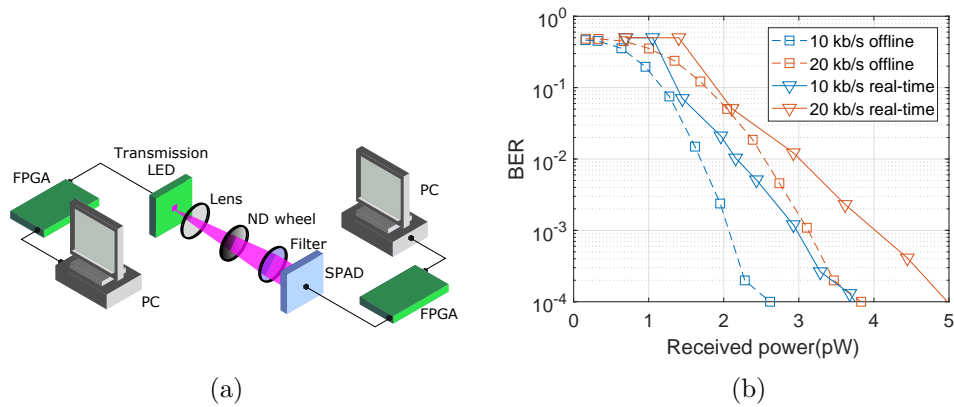 Transmission
LED
FPGA
PC
Lens
ND wheel
Filter
SPAD
PC
FPGA
(a)
10^0
10^-1
10^-2
10^-3
10^-4
BER
0 1 2 3 4 5
Received power(pW)
10 kb/s offline
20 kb/s offline
10 kb/s real-time
20 kb/s real-time
(b)